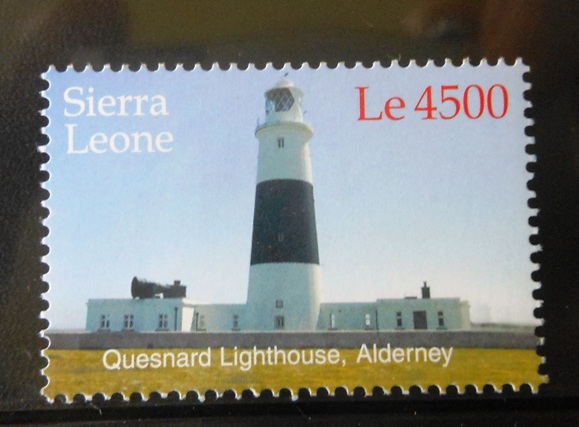 Sierra
Leone
Le 4500
Quesnard Lighthouse, Alderney